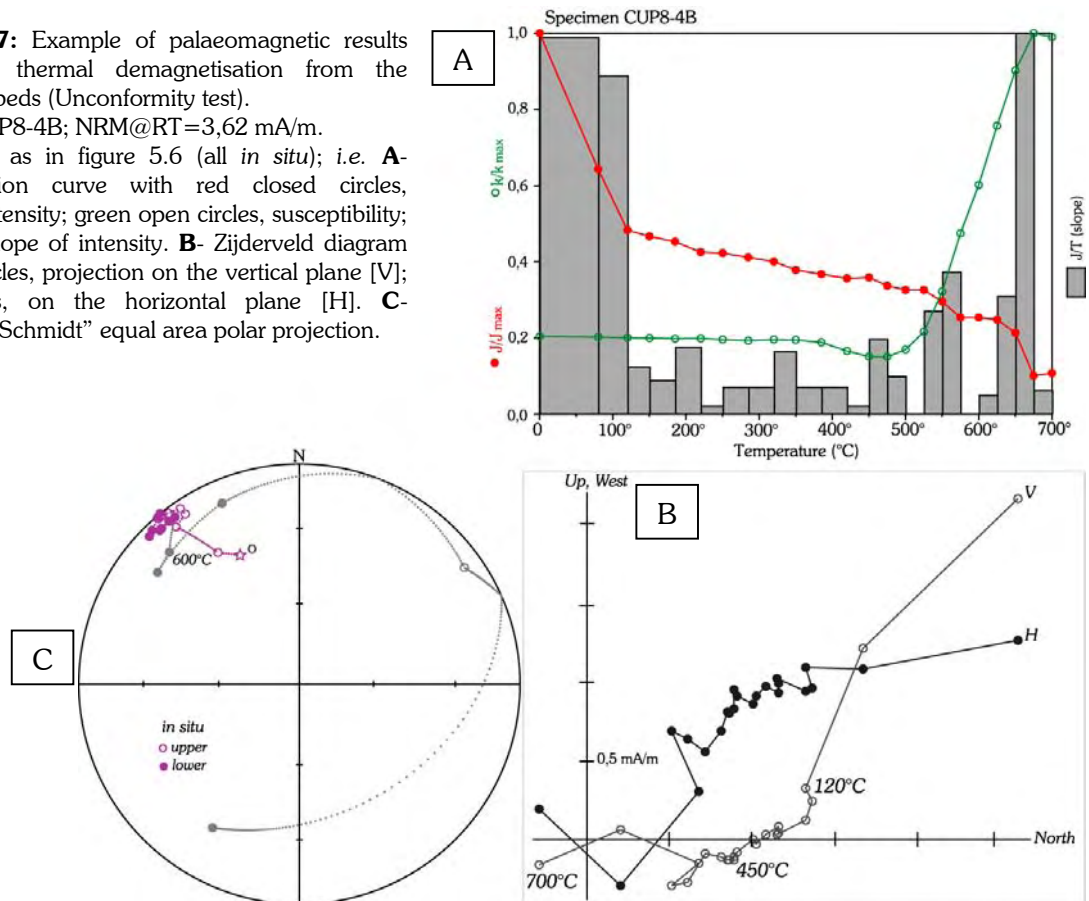 7: Example of palaeomagnetic results
thermal demagnetisation from the
beds (Unconformity test).
P8-4B; NRM@RT=3,62 mA/m.
as in figure 5.6 (all in situ); i.e. A-
ion curve with red closed circles,
tensity; green open circles, susceptibility;
lope of intensity. B- Zijderveld diagram
cles, projection on the vertical plane [V];
s, on the horizontal plane [H]. C-
Schmidt” equal area polar projection.
A
Specimen CUP8-4B
1,0
0,8
0,6
0,4
0,2
0,0
k/k max
J/J max
J/T (slope)
0
100°
200°
300°
400°
500°
600°
700°
Temperature (°C)
C
N
600°C
0
in situ
upper
lower
B
Up, West
V
H
0,5 mA/m
120°C
North
450°C
700°C